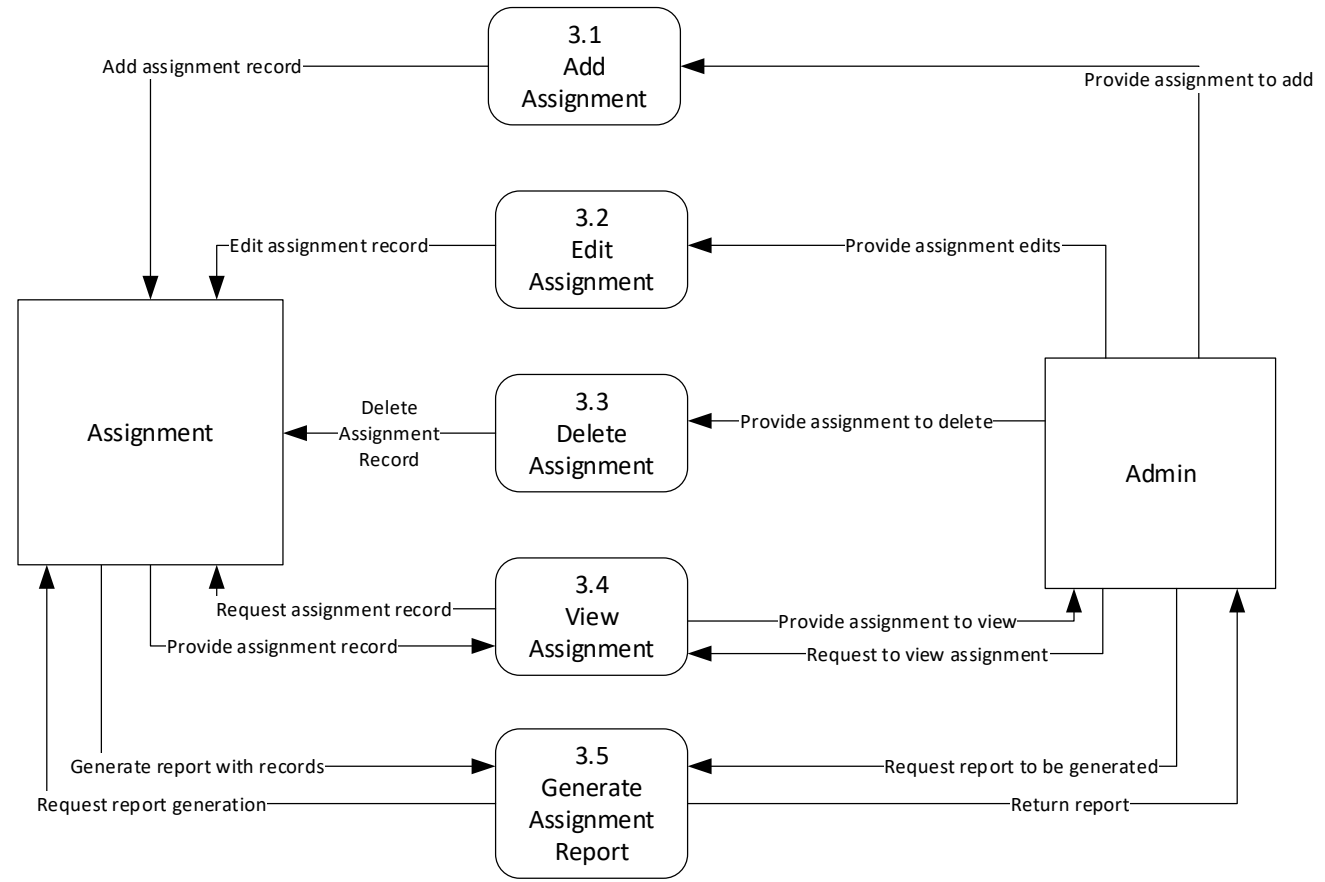 3.1
Add
Assignment
Add assignment record
Provide assignment to add
3.2
Edit
Assignment
Edit assignment record
Provide assignment edits
3.3
Delete
Assignment
Delete
Assignment
Record
Provide assignment to delete
Assignment
Admin
3.4
View
Assignment
Request assignment record
Provide assignment record
Provide assignment to view
Request to view assignment
3.5
Generate
Assignment
Report
Generate report with records
Request report generation
Request report to be generated
Return report